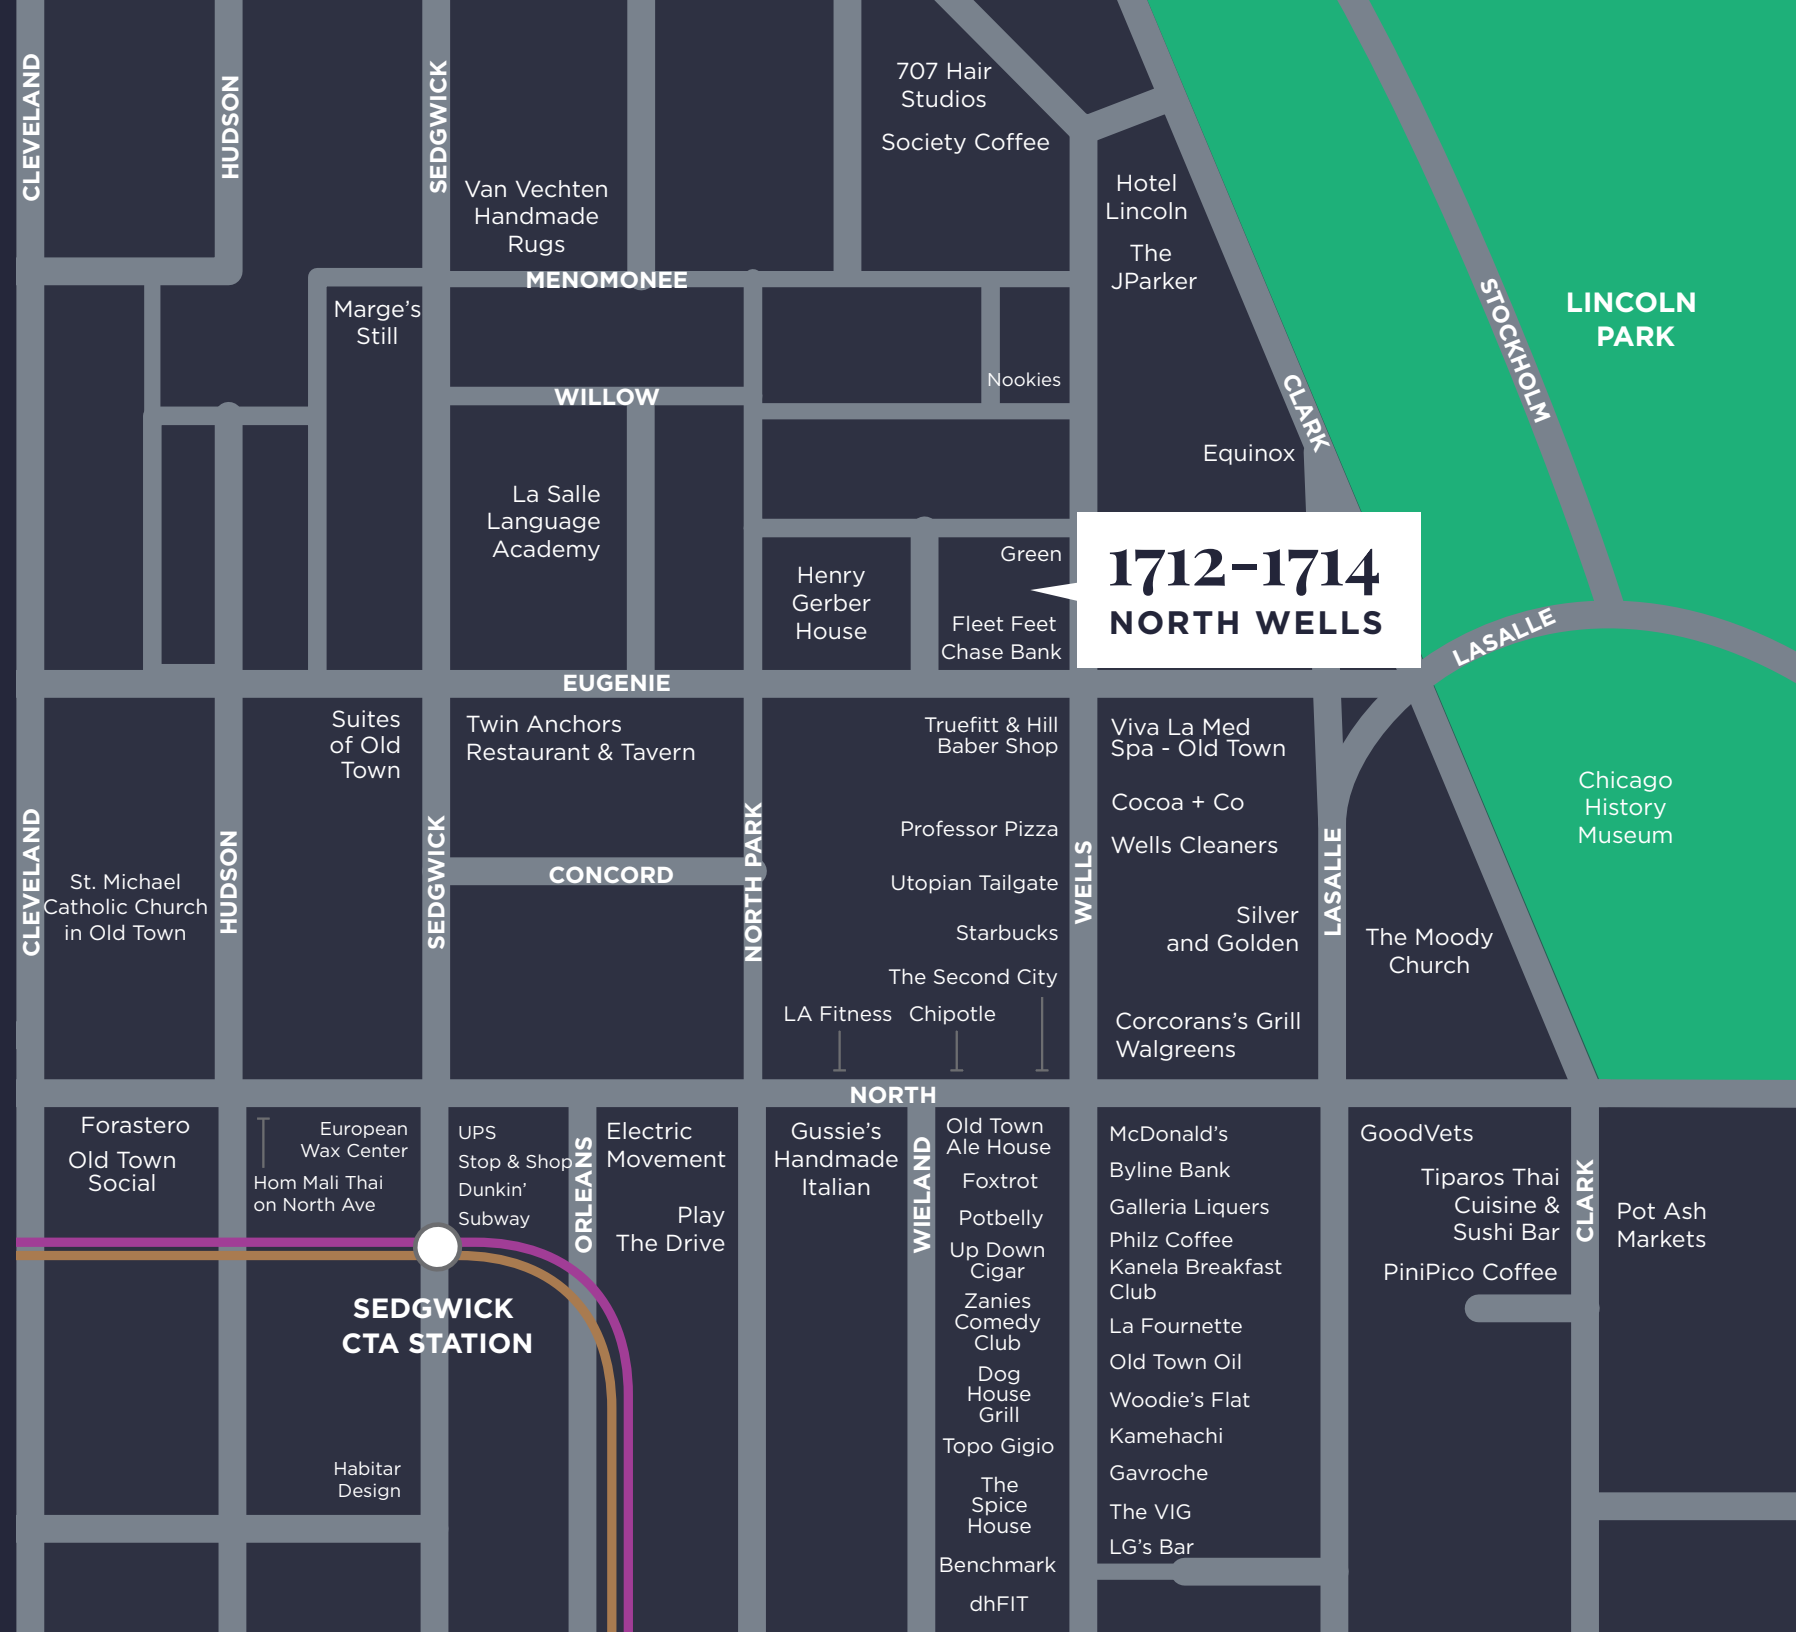 CLEVELAND
HUDSON
SEDGWICK
707 Hair
Studios
Society Coffee
Van Vechten
Handmade
Rugs
Hotel
Lincoln
The
JParker
MENOMONEE
Marge's
Still
STOCKHOLM
LINCOLN
PARK
WILLOW
Nookies
CLARK
Equinox
La Salle
Language
Academy
Henry
Gerber
House
Green
Fleet Feet
Chase Bank
1712–1714
NORTH WELLS
LASALLE
EUGENIE
Suites
of Old
Town
Twin Anchors
Restaurant & Tavern
Truefitt & Hill
Baber Shop
Viva La Med
Spa - Old Town
Cocoa + Co
Wells Cleaners
Chicago
History
Museum
CLEVELAND
St. Michael
Catholic Church
in Old Town
HUDSON
SEDGWICK
CONCORD
NORTH PARK
Professor Pizza
Utopian Tailgate
Starbucks
The Second City
LA Fitness
Chipotle
WELLS
Silver
and Golden
Corcorans's Grill
Walgreens
LASALLE
The Moody
Church
NORTH
Forastero
Old Town
Social
European
Wax Center
Hom Mali Thai
on North Ave
UPS
Stop & Shop
Dunkin'
Subway
ORLEANS
Electric
Movement
Play
The Drive
Gussie's
Handmade
Italian
WIELAND
Old Town
Ale House
Foxtrot
Potbelly
Up Down
Cigar
Zanies
Comedy
Club
Dog
House
Grill
Topo Gigio
The
Spice
House
Benchmark
dhFIT
McDonald's
Byline Bank
Galleria Liquers
Philz Coffee
Kanela Breakfast
Club
La Fournette
Old Town Oil
Woodie's Flat
Kamehachi
Gavroche
The VIG
LG's Bar
GoodVets
Tiparos Thai
Cuisine &
Sushi Bar
PiniPico Coffee
CLARK
Pot Ash
Markets
SEDGWICK
CTA STATION
Habitar
Design